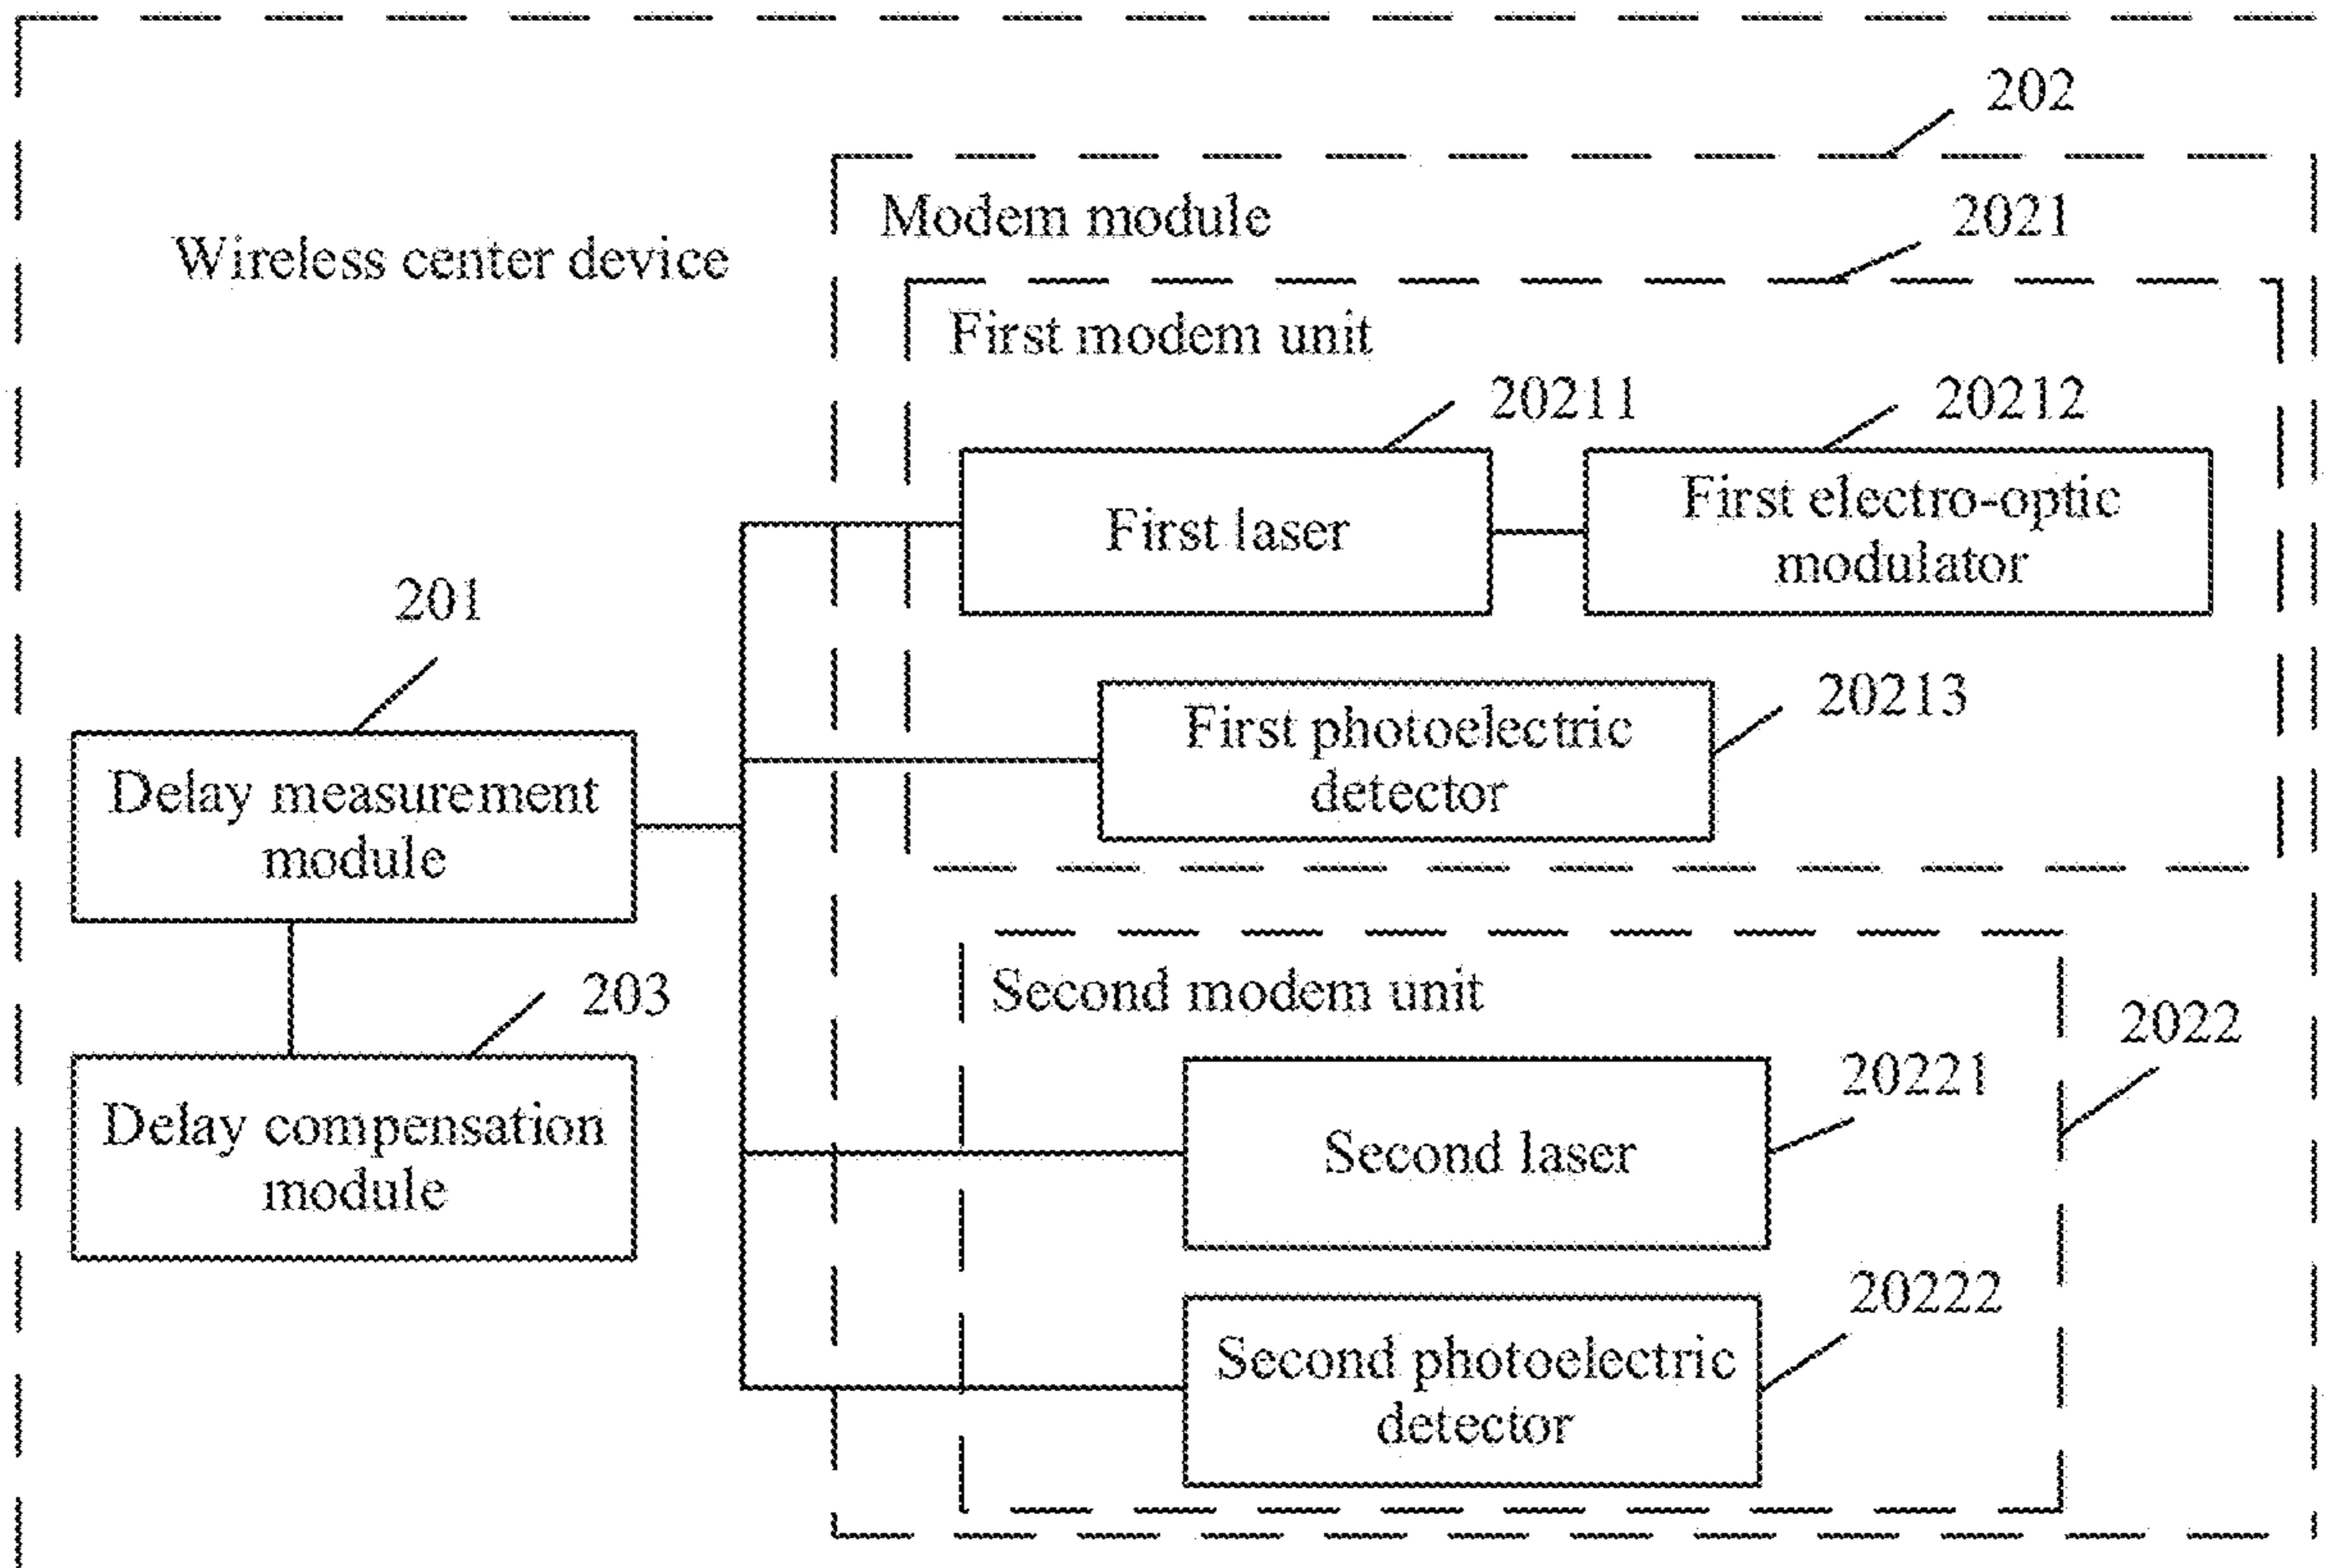 202
Modem module
2021
Wireless center device
First modem unit
20211
20212
First laser
First electro-optic
modulator
201
20213
First photoelectric
detector
Delay measurement
module
203
Second modem unit
2022
20221
Delay compensation
module
Second laser
20222
Second photoelectric
detector